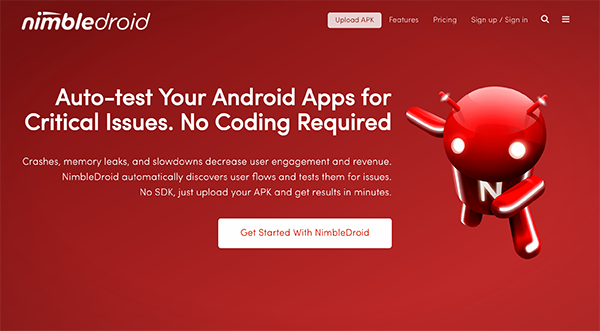 nimbledroid
Upload APK
Features
Pricing
Sign up / Sign in
Auto-test Your Android Apps for
Critical Issues. No Coding Required
Crashes, memory leaks, and slowdowns decrease user engagement and revenue.
NimbleDroid automatically discovers user flows and tests them for issues.
No SDK, just upload your APK and get results in minutes.
Get Started With NimbleDroid
N